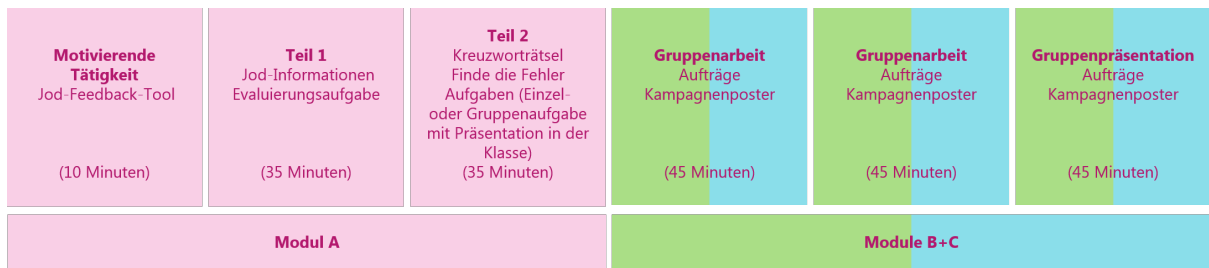 Motivierende
Tätigkeit
Jod-Feedback-Tool
(10 Minuten)
Teil 1
Jod-Informationen
Evaluierungsaufgabe
(35 Minuten)
Teil 2
Kreuzworträtsel
Finde die Fehler
Aufgaben (Einzel-
oder Gruppenaufgabe
mit Präsentation in der
Klasse)
(35 Minuten)
Gruppenarbeit
Aufträge
Kampagnenposter
(45 Minuten)
Gruppenarbeit
Aufträge
Kampagnenposter
(45 Minuten)
Gruppenpräsentation
Aufträge
Kampagnenposter
(45 Minuten)
Modul A
Module B+C